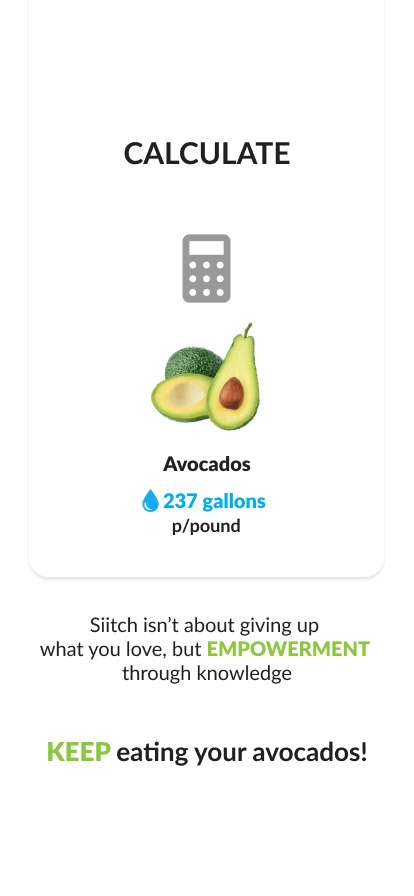 CALCULATE
Avocados
237 gallons
p/pound
Siitch isn't about giving up
what you love, but EMPOWERMENT
through knowledge
KEEP eating your avocados!